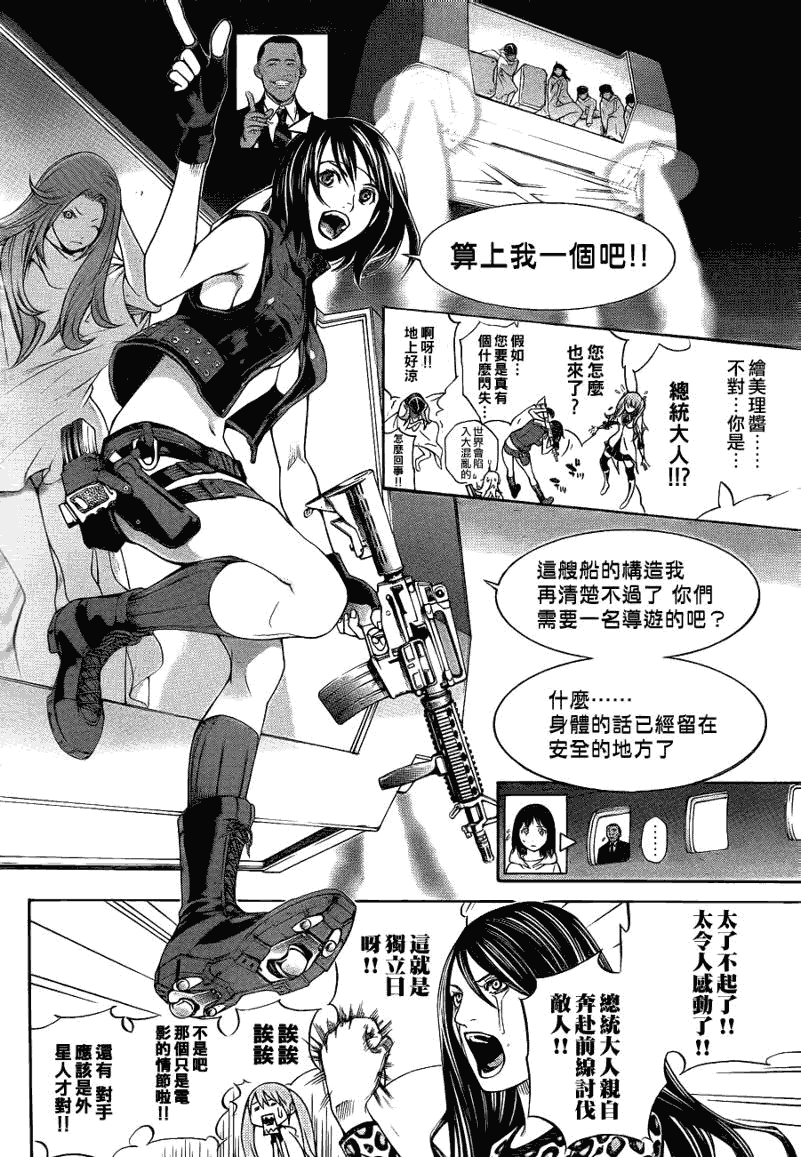 算上我一個吧!!
繪美理醬……
不對…你是…
總統大人!!?
您怎麼
也來了?
假如…
您要是真有
個什麼閃失…
世界會陷
入大混亂的
啊呀!!
地上好涼
怎麼回事!!
這艘船的構造我
再清楚不過了 你們
需要一名導遊的吧?
什麼……
身體的話已經留在
安全的地方了
……
太了不起了!!
太令人感動了!!
總統大人親自
奔赴前線討伐
敵人!!
這就是
獨立日
呀!!
誒誒
誒誒
不是吧
那個只是電
影的情節啦!!
還有 對手
應該是外
星人才對!!